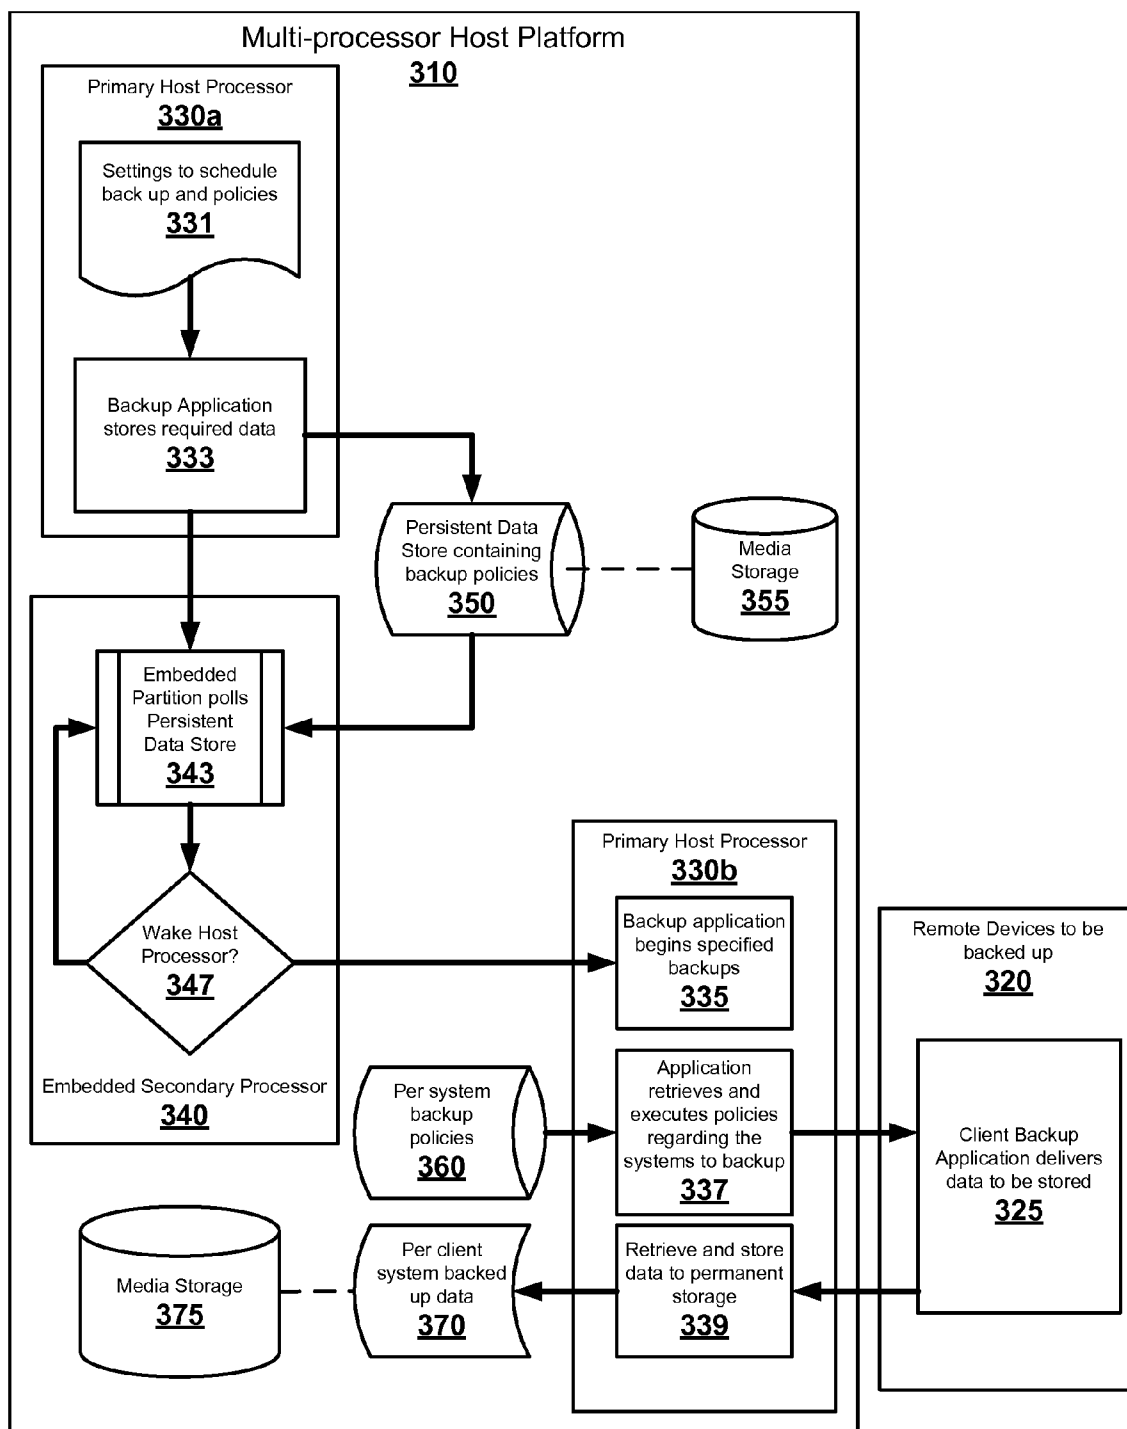 Multi-processor Host Platform
310
Primary Host Processor
330a
Settings to schedule
back up and policies
331
Backup Application
stores required data
333
Persistent Data
Store containing
backup policies
350
Media
Storage
355
Embedded
Partition polls
Persistent
Data Store
343
Wake Host
Processor?
347
Embedded Secondary Processor
340
Primary Host Processor
330b
Backup application
begins specified
backups
335
Remote Devices to be
backed up
320
Per system
backup
policies
360
Application
retrieves and
executes policies
regarding the
systems to backup
337
Client Backup
Application delivers
data to be stored
325
Media Storage
375
Per client
system backed
up data
370
Retrieve and store
data to permanent
storage
339